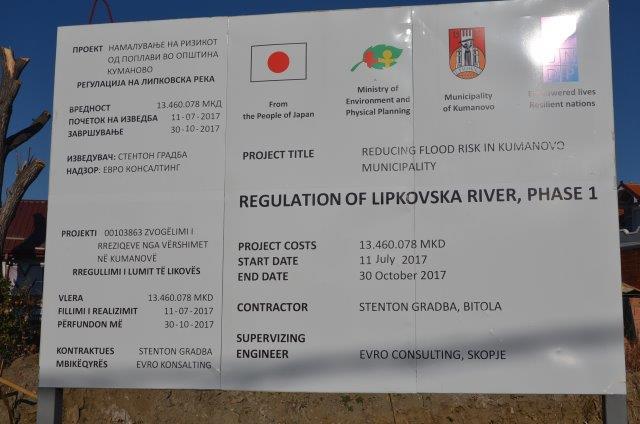 ПРОЕКТ НАМАЛУВАЊЕ НА РИЗИКОТ
ОД ПОПЛАВИ ВО ОПШТИНА
КУМАНОВО
РЕГУЛАЦИЈА НА ЛИПКОВСКА РЕКА
ВРЕДНОСТ 13.460.078 МКД
ПОЧЕТОК НА ИЗВЕДБА 11-07-2017
ЗАВРШУВАЊЕ 30-10-2017
ИЗВЕДУВАЧ: СТЕНТОН ГРАДБА
НАДЗОР: ЕВРО КОНСАЛТИНГ
PROJEKTI 00103863 ZVOGËLIMI I
RREZIQEVE NGA VËRSHIMET
NË KUMANOVË
RREGULLIMI I LUMIT TË LIKOVËS
VLERA 13.460.078 MKD
FILLIMI I REALIZIMIT 11-07-2017
PËRFUNDON MË 30-10-2017
KONTRAKTUES STENTON GRADBA
MBIKËQYRËS EVRO KONSALTING
From
the People of Japan
Ministry of
Environment and
Physical Planning
Municipality
of Kumanovo
Empowered lives
Resilient nations
PROJECT TITLE REDUCING FLOOD RISK IN KUMANOVO
MUNICIPALITY
REGULATION OF LIPKOVSKA RIVER, PHASE 1
PROJECT COSTS 13.460.078 MKD
START DATE 11 July 2017
END DATE 30 October 2017
CONTRACTOR STENTON GRADBA, BITOLA
SUPERVIZING
ENGINEER EVRO CONSULTING, SKOPJE